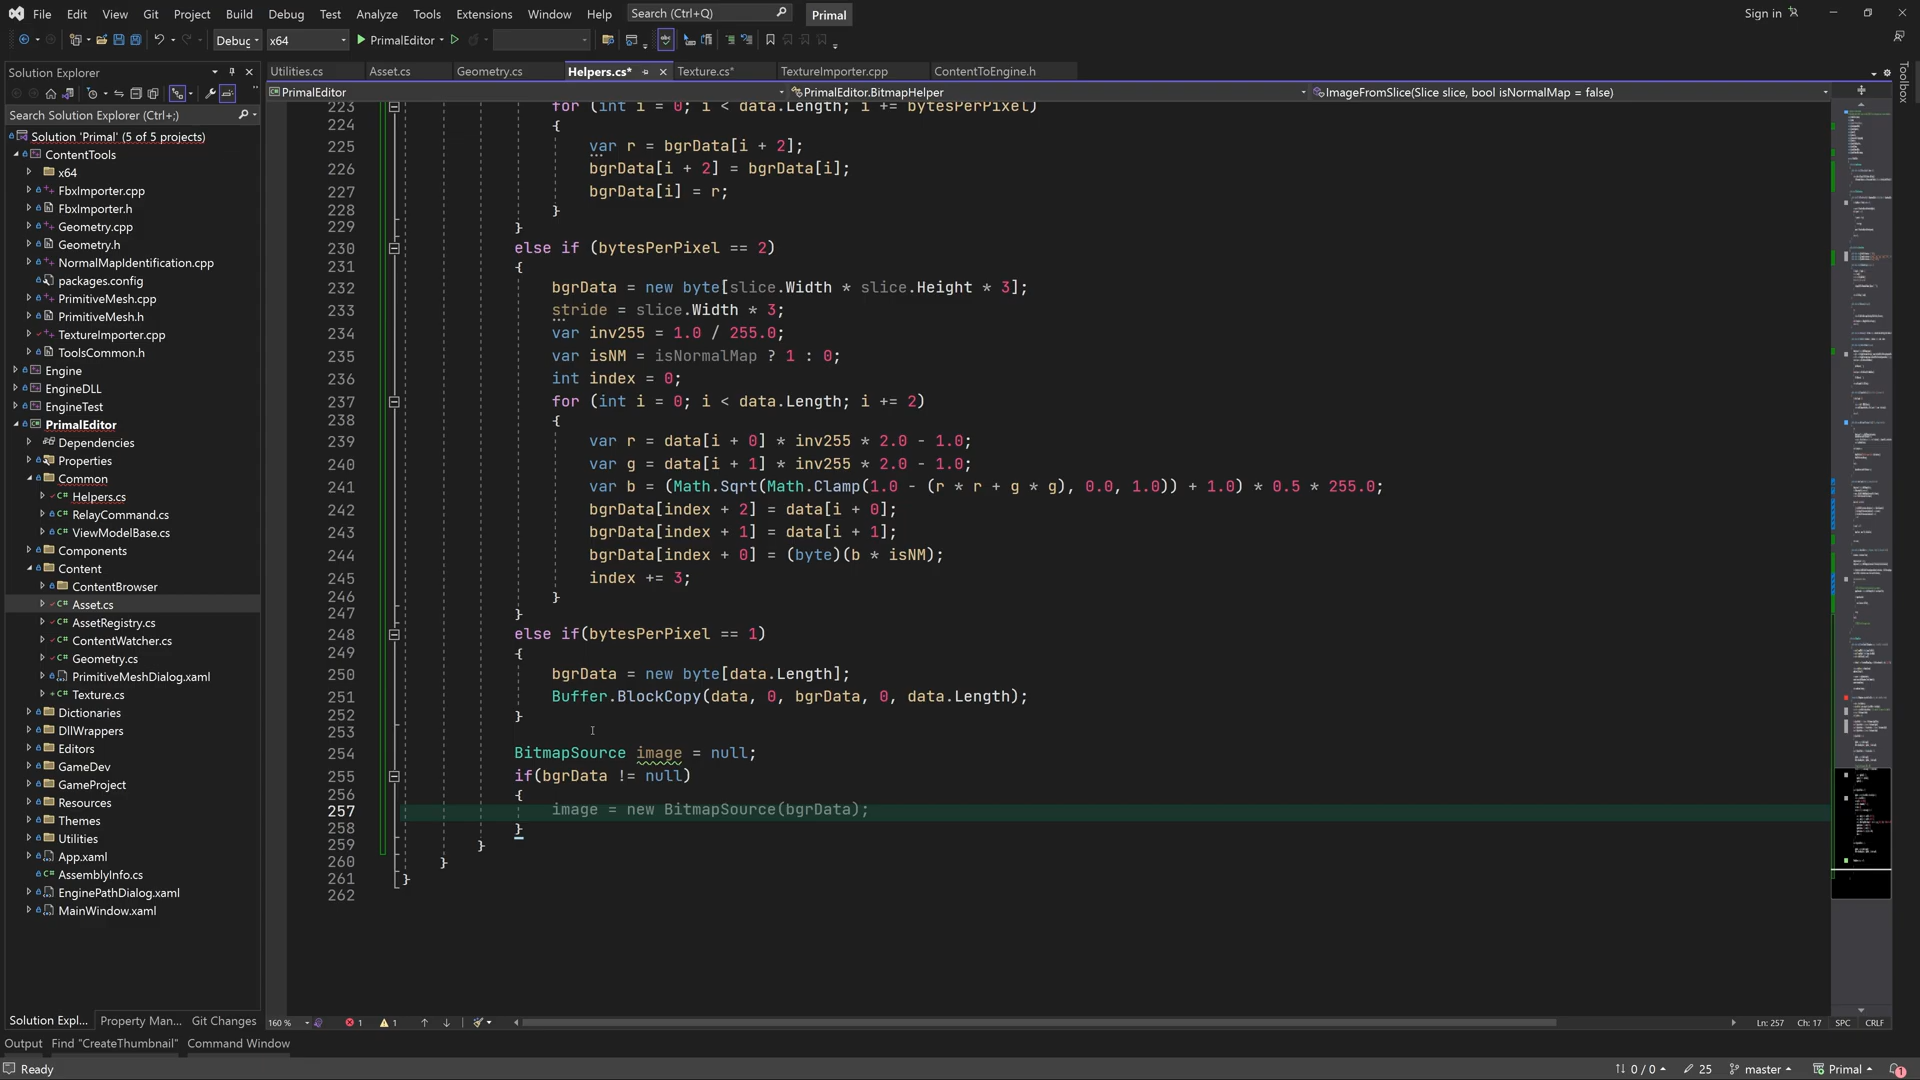 File Edit View Git Project Build Debug Test Analyze Tools Extensions Window Help Search (Ctrl+Q) Primal Sign in
Debug x64 PrimalEditor
Solution Explorer
Search Solution Explorer (Ctrl+;)
Solution 'Primal' (5 of 5 projects)
ContentTools
x64
FbxImporter.cpp
FbxImporter.h
Geometry.cpp
Geometry.h
NormalMapIdentification.cpp
packages.config
PrimitiveMesh.cpp
PrimitiveMesh.h
TextureImporter.cpp
ToolsCommon.h
Engine
EngineDLL
EngineTest
PrimalEditor
Dependencies
Properties
Common
Helpers.cs
RelayCommand.cs
ViewModelBase.cs
Components
Content
ContentBrowser
Asset.cs
AssetRegistry.cs
ContentWatcher.cs
Geometry.cs
PrimitiveMeshDialog.xaml
Texture.cs
Dictionaries
DllWrappers
Editors
GameDev
GameProject
Resources
Themes
Utilities
App.xaml
AssemblyInfo.cs
EnginePathDialog.xaml
MainWindow.xaml
Solution Expl... Property Man... Git Changes
Utilities.cs Asset.cs Geometry.cs Helpers.cs* Texture.cs* TextureImporter.cpp ContentToEngine.h
PrimalEditor PrimalEditor.BitmapHelper ImageFromSlice(Slice slice, bool isNormalMap = false)
223 for (int i = 0; i < data.Length; i += bytesPerPixel)
224 {
225 var r = bgrData[i + 2];
226 bgrData[i + 2] = bgrData[i];
227 bgrData[i] = r;
228 }
229 }
230 else if (bytesPerPixel == 2)
231 {
232 bgrData = new byte[slice.Width * slice.Height * 3];
233 stride = slice.Width * 3;
234 var inv255 = 1.0 / 255.0;
235 var isNM = isNormalMap ? 1 : 0;
236 int index = 0;
237 for (int i = 0; i < data.Length; i += 2)
238 {
239 var r = data[i + 0] * inv255 * 2.0 - 1.0;
240 var g = data[i + 1] * inv255 * 2.0 - 1.0;
241 var b = (Math.Sqrt(Math.Clamp(1.0 - (r * r + g * g), 0.0, 1.0)) + 1.0) * 0.5 * 255.0;
242 bgrData[index + 2] = data[i + 0];
243 bgrData[index + 1] = data[i + 1];
244 bgrData[index + 0] = (byte)(b * isNM);
245 index += 3;
246 }
247 }
248 else if(bytesPerPixel == 1)
249 {
250 bgrData = new byte[data.Length];
251 Buffer.BlockCopy(data, 0, bgrData, 0, data.Length);
252 }
253
254 BitmapSource image = null;
255 if(bgrData != null)
256 {
257 image = new BitmapSource(bgrData);
258 }
259 }
260 }
261 }
262
160 % 1 1 Ln: 257 Ch: 17 SPC CRLF
Toolbox
Output Find "CreateThumbnail" Command Window
Ready 0 / 0 25 master Primal 1